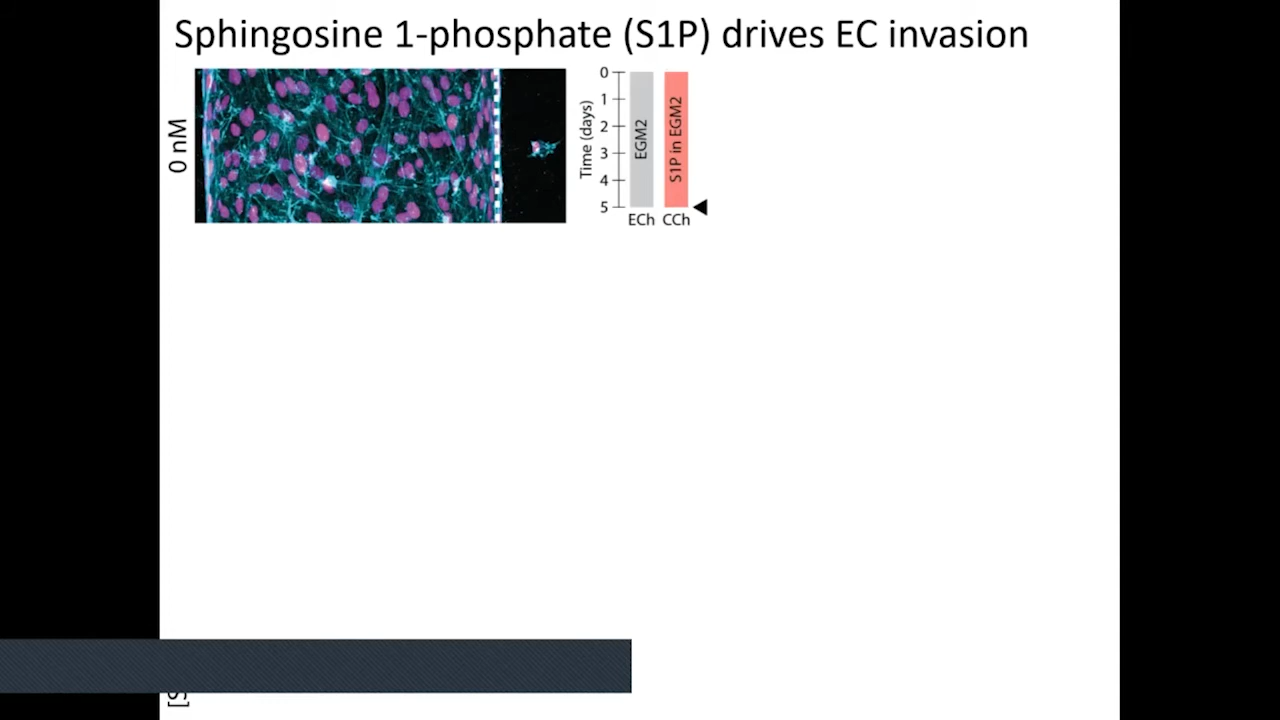 Sphingosine 1-phosphate (S1P) drives EC invasion
0 nM
Time (days)
0
1
2
3
4
5
EGM2
S1P in EGM2
ECh CCh
[S